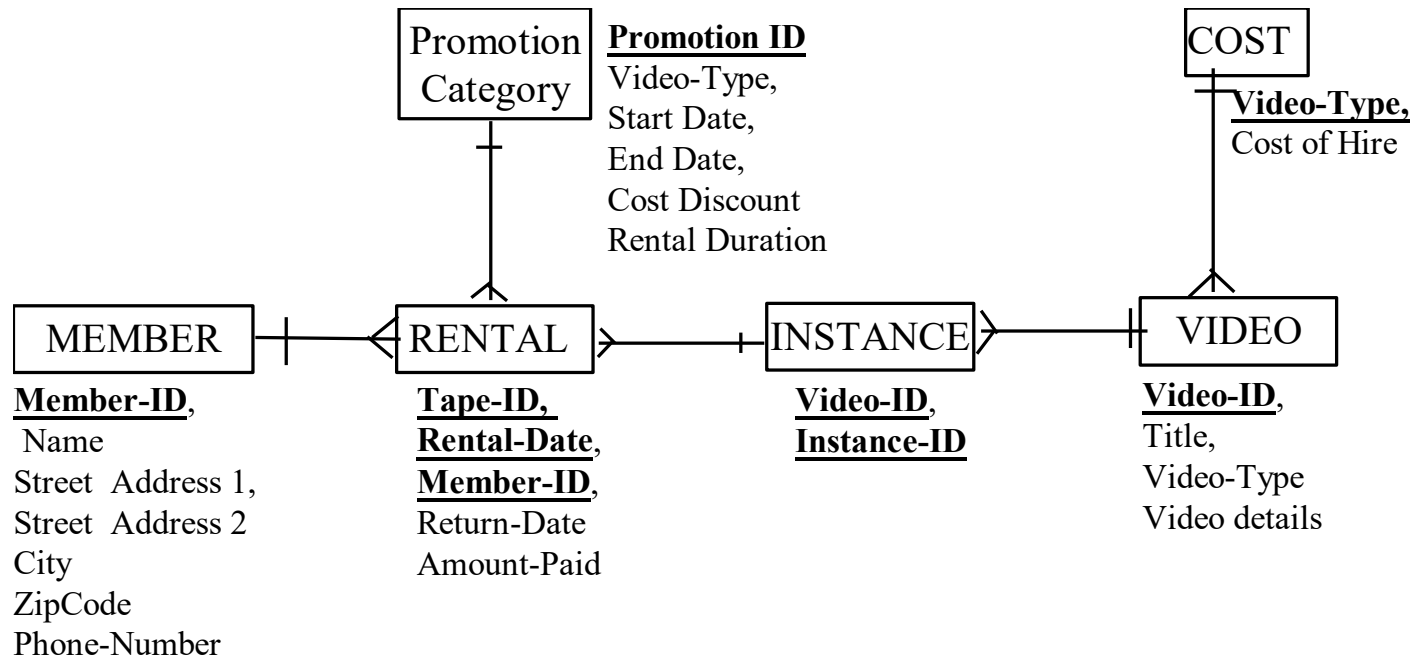 Promotion
Category
Promotion ID
Video-Type,
Start Date,
End Date,
Cost Discount
Rental Duration
COST
Video-Type,
Cost of Hire
MEMBER
Member-ID,
Name
Street Address 1,
Street Address 2
City
ZipCode
Phone-Number
RENTAL
Tape-ID,
Rental-Date,
Member-ID,
Return-Date
Amount-Paid
INSTANCE
Video-ID,
Instance-ID
VIDEO
Video-ID,
Title,
Video-Type
Video details